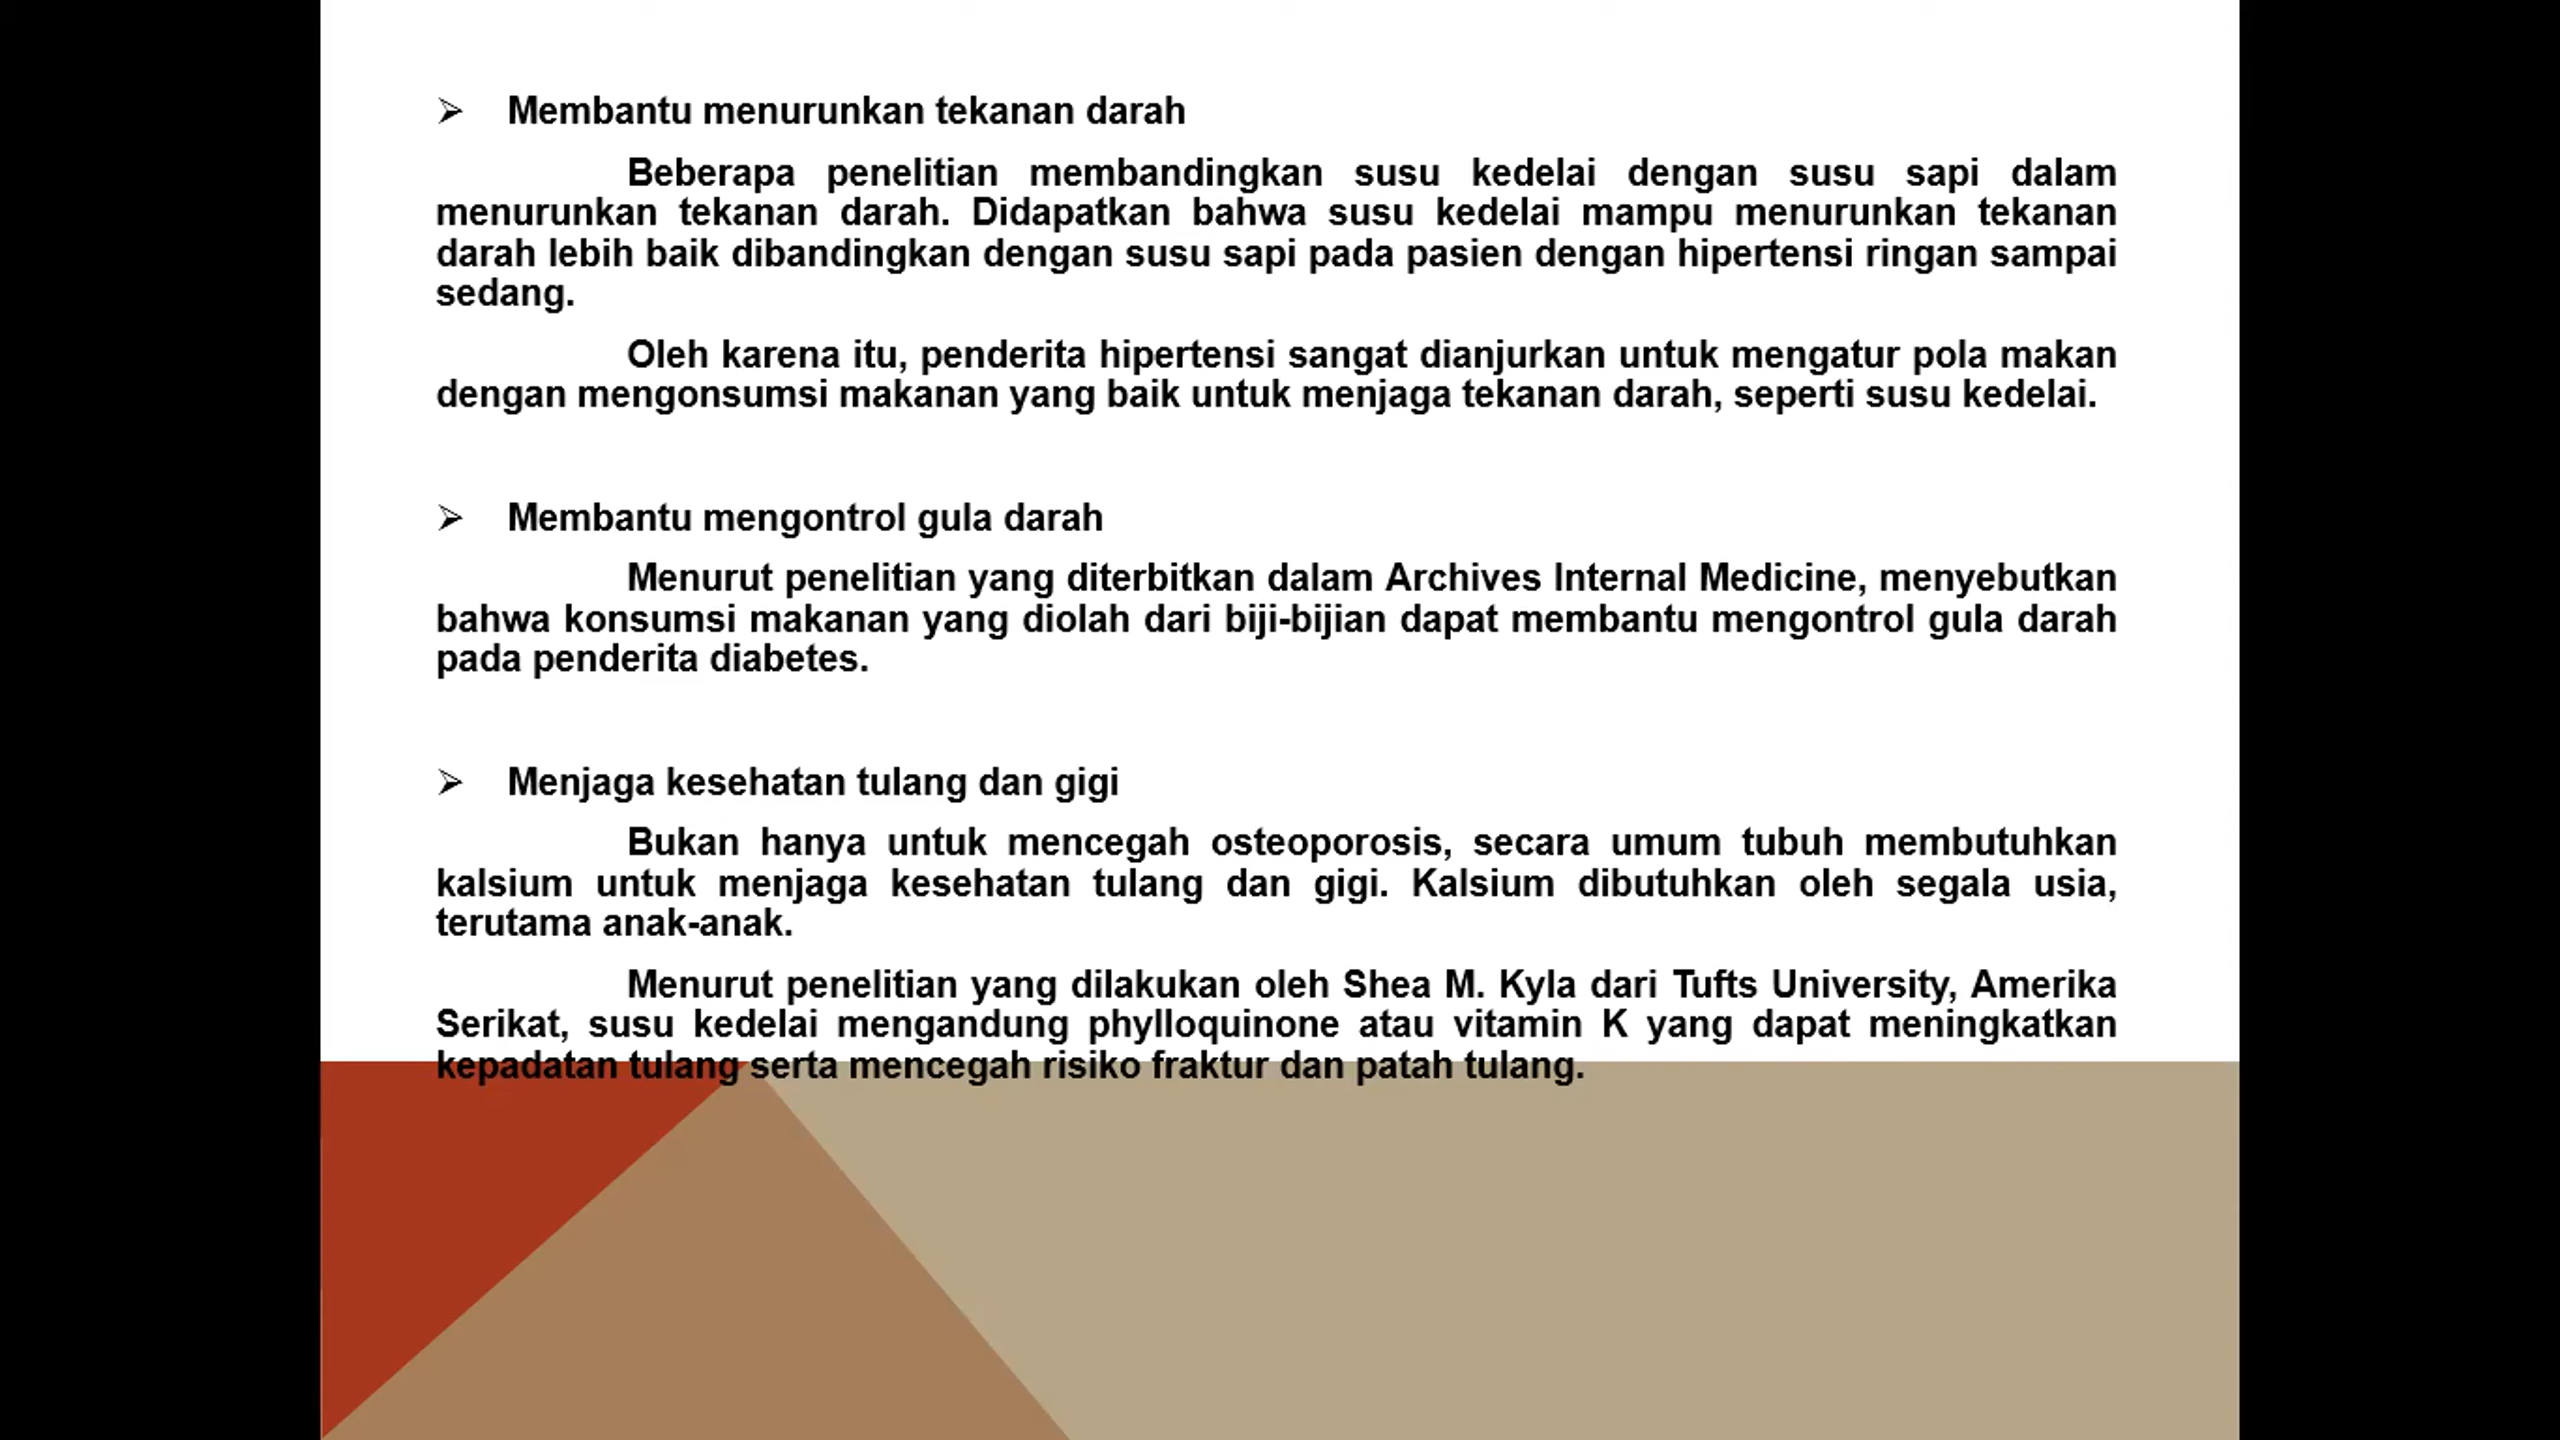 ➢ Membantu menurunkan tekanan darah
Beberapa penelitian membandingkan susu kedelai dengan susu sapi dalam
menurunkan tekanan darah. Didapatkan bahwa susu kedelai mampu menurunkan tekanan
darah lebih baik dibandingkan dengan susu sapi pada pasien dengan hipertensi ringan sampai
sedang.
Oleh karena itu, penderita hipertensi sangat dianjurkan untuk mengatur pola makan
dengan mengonsumsi makanan yang baik untuk menjaga tekanan darah, seperti susu kedelai.
➢ Membantu mengontrol gula darah
Menurut penelitian yang diterbitkan dalam Archives Internal Medicine, menyebutkan
bahwa konsumsi makanan yang diolah dari biji-bijian dapat membantu mengontrol gula darah
pada penderita diabetes.
➢ Menjaga kesehatan tulang dan gigi
Bukan hanya untuk mencegah osteoporosis, secara umum tubuh membutuhkan
kalsium untuk menjaga kesehatan tulang dan gigi. Kalsium dibutuhkan oleh segala usia,
terutama anak-anak.
Menurut penelitian yang dilakukan oleh Shea M. Kyla dari Tufts University, Amerika
Serikat, susu kedelai mengandung phylloquinone atau vitamin K yang dapat meningkatkan
kepadatan tulang serta mencegah risiko fraktur dan patah tulang.